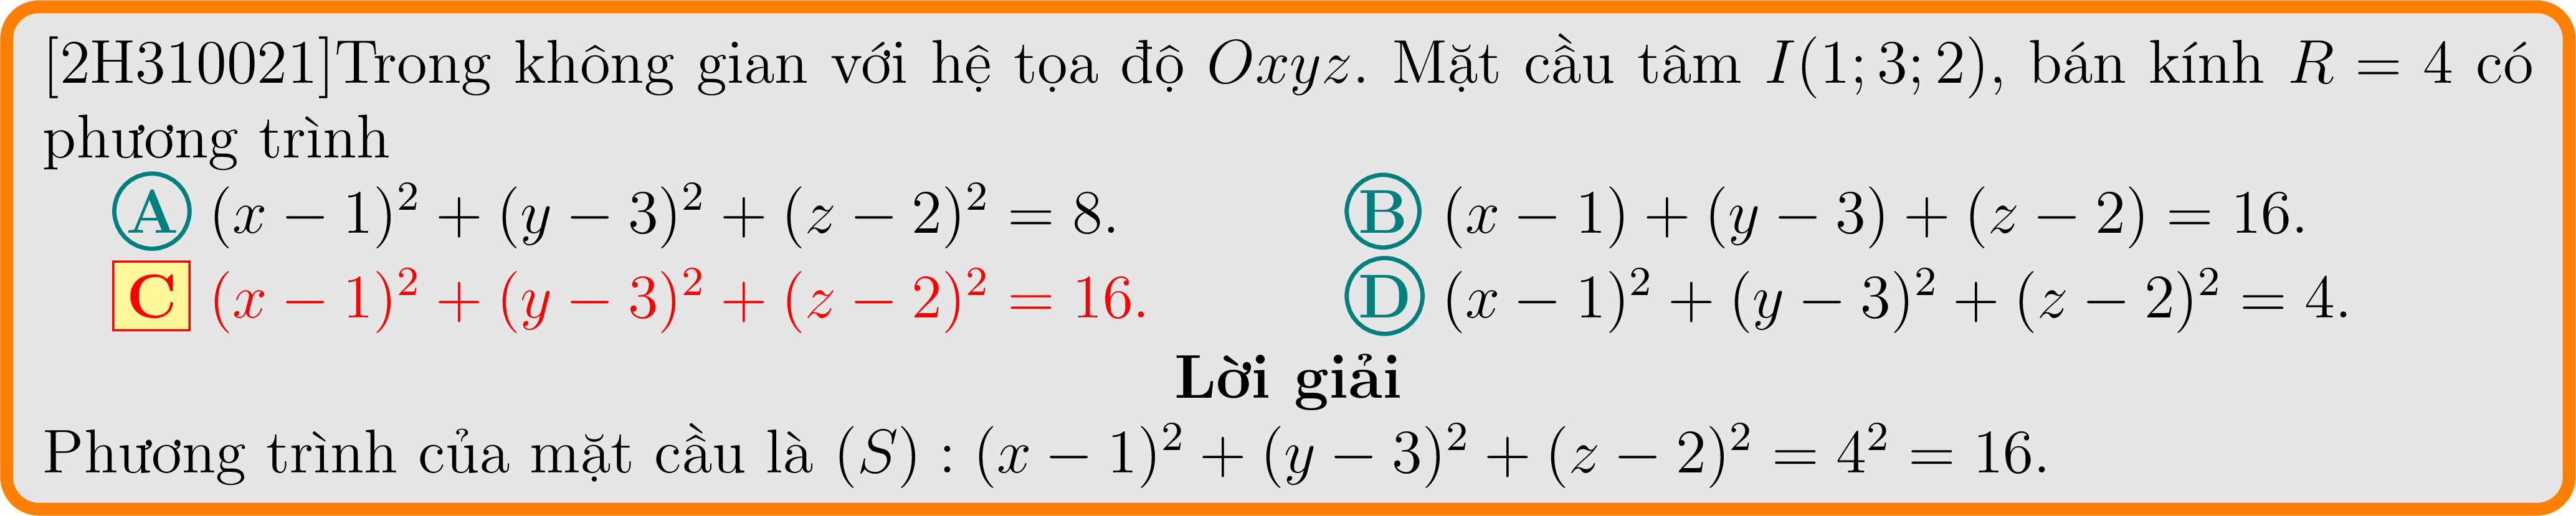 [2H310021]Trong không gian với hệ tọa độ Oxyz. Mặt cầu tâm I(1; 3; 2), bán kính R = 4 có
phương trình
A (x − 1)² + (y − 3)² + (z − 2)² = 8. B (x − 1) + (y − 3) + (z − 2) = 16.
C (x − 1)² + (y − 3)² + (z − 2)² = 16. D (x − 1)² + (y − 3)² + (z − 2)² = 4.
Lời giải
Phương trình của mặt cầu là (S) : (x − 1)² + (y − 3)² + (z − 2)² = 4² = 16.